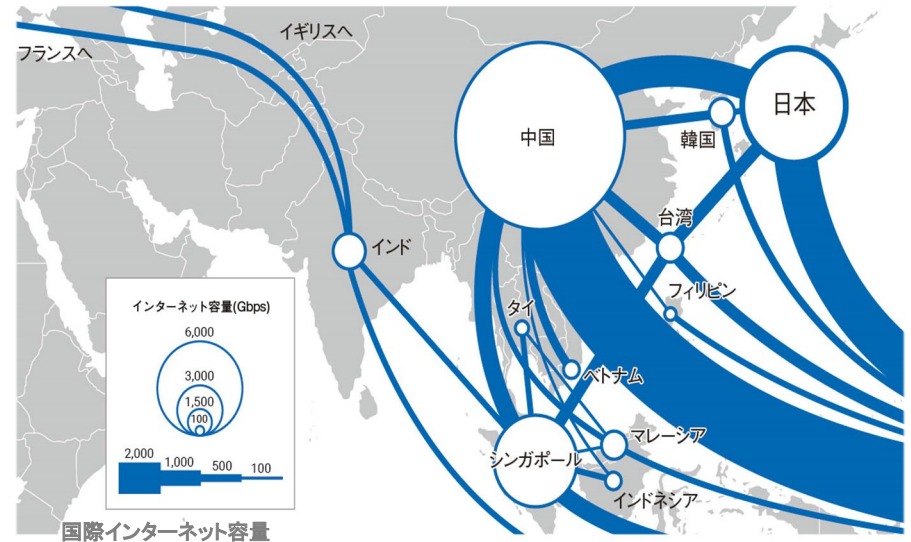 イギリスへ
フランスへ
中国
日本
韓国
台湾
インド
フィリピン
タイ
ベトナム
マレーシア
シンガポール
インドネシア
インターネット容量(Gbps)
6,000
3,000
1,500
100
2,000
1,000
500
100
国際インターネット容量